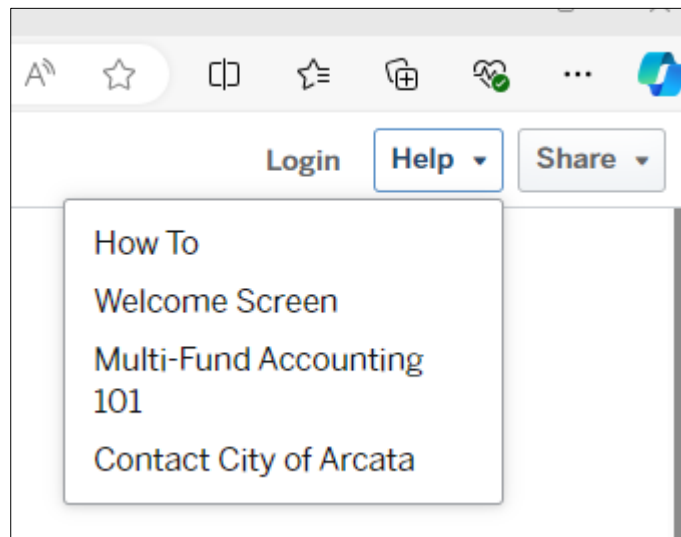 A
Login Help Share
How To
Welcome Screen
Multi-Fund Accounting
101
Contact City of Arcata